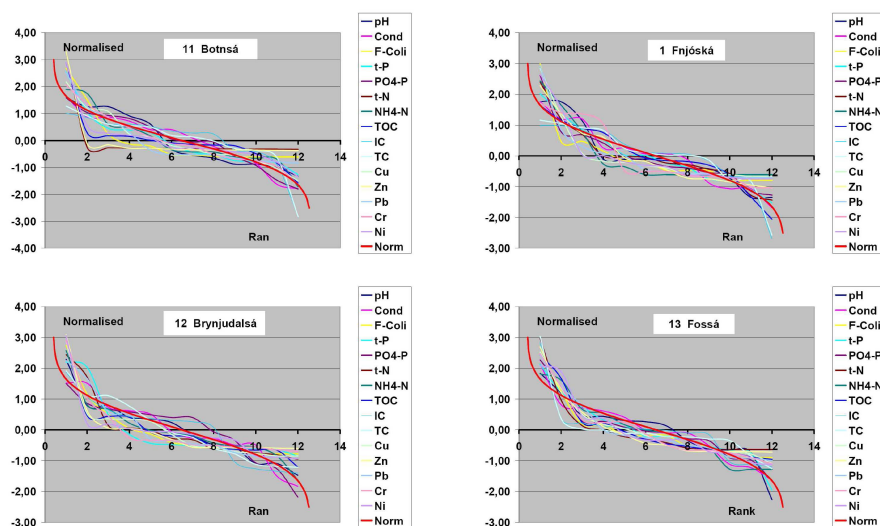 11 Botnsá
Normalised
4,00
3,00
2,00
1,00
0,00
-1,00
-2,00
-3,00
-4,00
0 2 4 6 8 10 12 14
Ran
pH
Cond
F-Coli
t-P
PO4-P
t-N
NH4-N
TOC
IC
TC
Cu
Zn
Pb
Cr
Ni
Norm
1 Fnjóská
Normalised
4,00
3,00
2,00
1,00
0,00
-1,00
-2,00
-3,00
0 2 4 6 8 10 12 14
Ran
pH
Cond
F-Coli
t-P
PO4-P
t-N
NH4-N
TOC
IC
TC
Cu
Zn
Pb
Cr
Ni
Norm
12 Brynjudalsá
Normalised
4,00
3,00
2,00
1,00
0,00
-1,00
-2,00
-3.00
0 2 4 6 8 10 12 14
Ran
pH
Cond
F-Coli
t-P
PO4-P
t-N
NH4-N
TOC
IC
TC
Cu
Zn
Pb
Cr
Ni
Norm
13 Fossá
Normalised
4,00
3,00
2,00
1,00
0,00
-1,00
-2,00
-3.00
0 2 4 6 8 10 12 14
Rank
pH
Cond
F-Coli
t-P
PO4-P
t-N
NH4-N
TOC
IC
TC
Cu
Zn
Pb
Cr
Ni
Norm